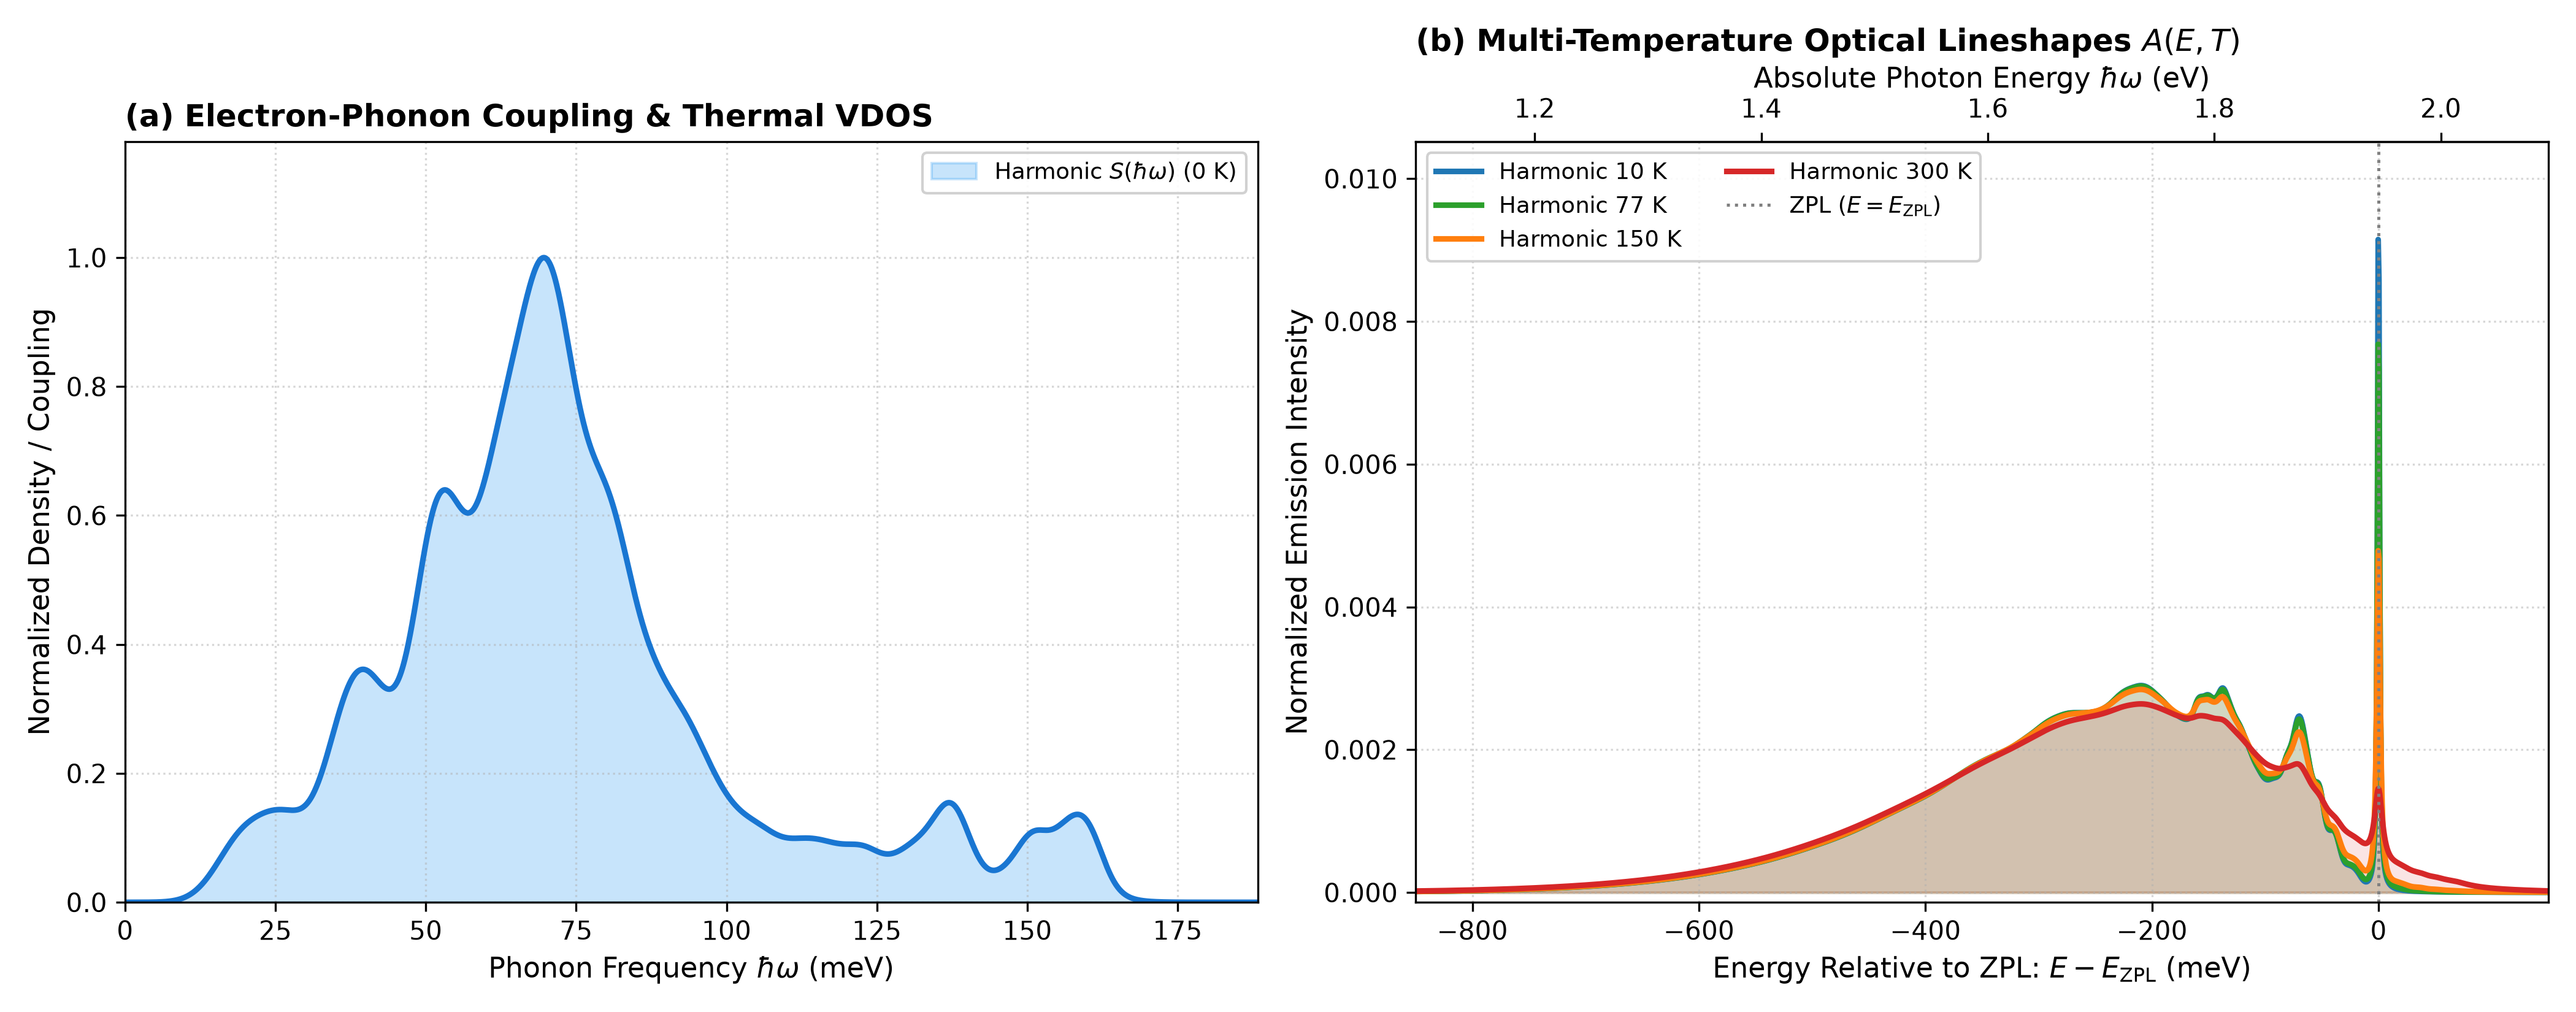 (a) Electron-Phonon Coupling & Thermal VDOS
Normalized Density / Coupling
1.0
0.8
0.6
0.4
0.2
0.0
Harmonic S(ħω) (0 K)
0 25 50 75 100 125 150 175
Phonon Frequency ħω (meV)
(b) Multi-Temperature Optical Lineshapes A(E, T)
Absolute Photon Energy ħω (eV)
1.2 1.4 1.6 1.8 2.0
Normalized Emission Intensity
0.010
0.008
0.006
0.004
0.002
0.000
Harmonic 10 K
Harmonic 77 K
Harmonic 150 K
Harmonic 300 K
ZPL (E = E_ZPL)
−800 −600 −400 −200 0
Energy Relative to ZPL: E − E_ZPL (meV)